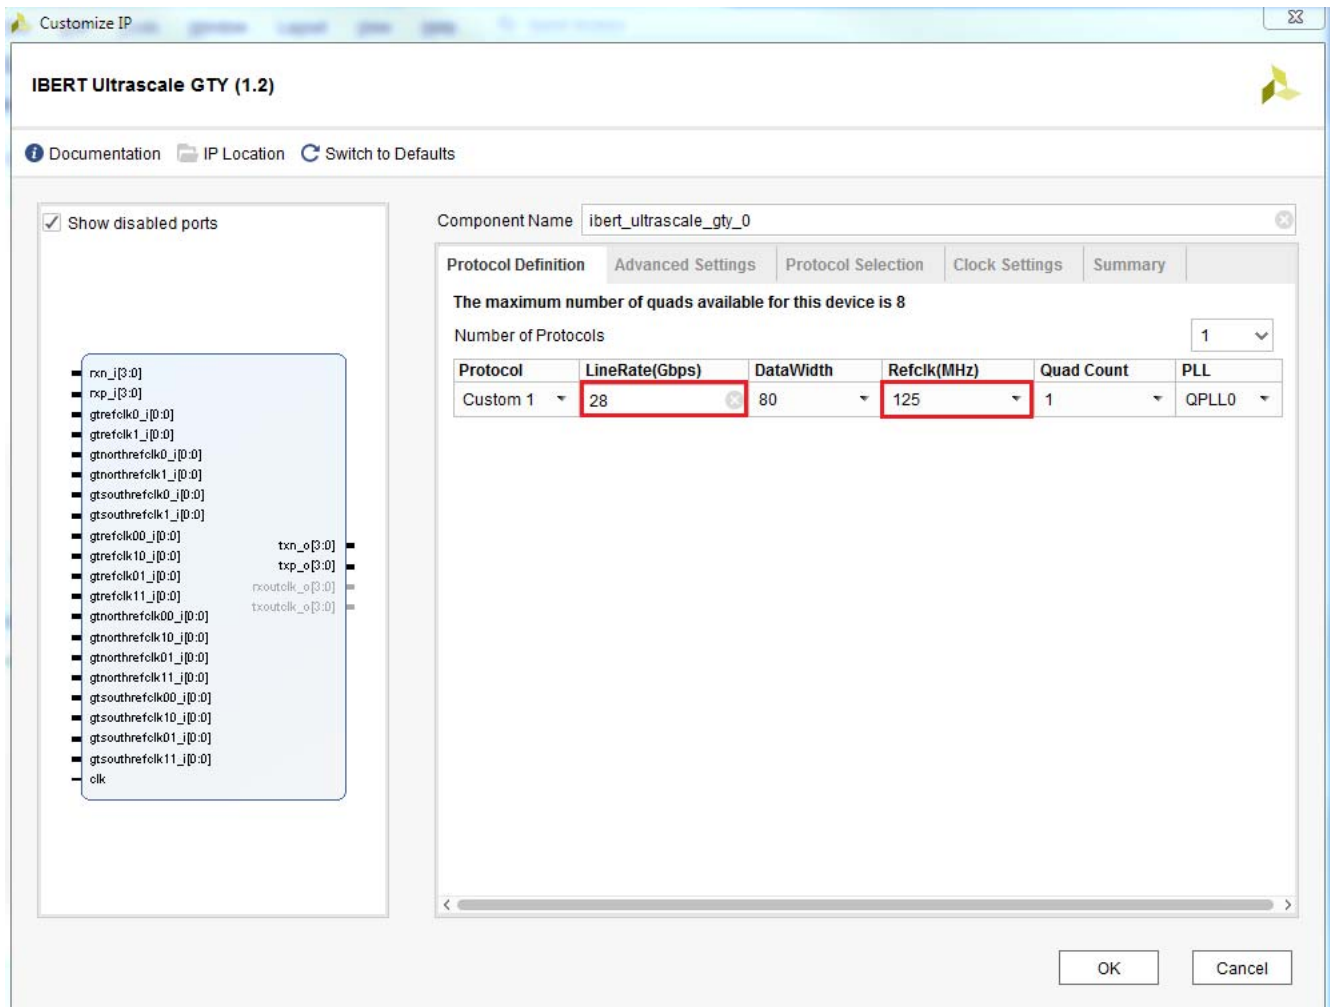 Customize IP
IBERT Ultrascale GTY (1.2)
Documentation IP Location Switch to Defaults
Show disabled ports
rxn_i[3:0]
rxp_i[3:0]
gtrefclk0_i[0:0]
gtrefclk1_i[0:0]
gtnorthrefclk0_i[0:0]
gtnorthrefclk1_i[0:0]
gtsouthrefclk0_i[0:0]
gtsouthrefclk1_i[0:0]
gtrefclk00_i[0:0]
gtrefclk10_i[0:0]
gtrefclk01_i[0:0]
gtrefclk11_i[0:0]
gtnorthrefclk00_i[0:0]
gtnorthrefclk10_i[0:0]
gtnorthrefclk01_i[0:0]
gtnorthrefclk11_i[0:0]
gtsouthrefclk00_i[0:0]
gtsouthrefclk10_i[0:0]
gtsouthrefclk01_i[0:0]
gtsouthrefclk11_i[0:0]
clk
txn_o[3:0]
txp_o[3:0]
rxoutclk_o[3:0]
txoutclk_o[3:0]
Component Name ibert_ultrascale_gty_0
Protocol Definition Advanced Settings Protocol Selection Clock Settings Summary
The maximum number of quads available for this device is 8
Number of Protocols 1
Protocol LineRate(Gbps) DataWidth Refclk(MHz) Quad Count PLL
Custom 1 28 80 125 1 QPLL0
OK Cancel